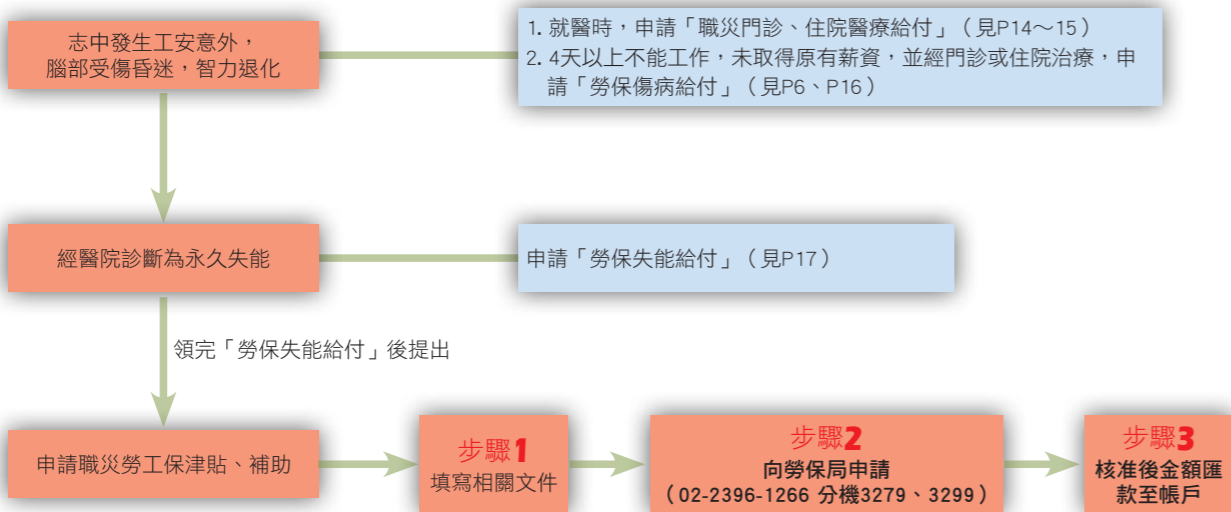 志中發生工安意外，
腦部受傷昏迷，智力退化
1. 就醫時，申請「職災門診、住院醫療給付」（見P14～15）
2. 4天以上不能工作，未取得原有薪資，並經門診或住院治療，申
請「勞保傷病給付」（見P6、P16）
經醫院診斷為永久失能
申請「勞保失能給付」（見P17）
領完「勞保失能給付」後提出
申請職災勞工保津貼、補助
步驟1
填寫相關文件
步驟2
向勞保局申請
（02-2396-1266 分機3279、3299）
步驟3
核准後金額匯
款至帳戶